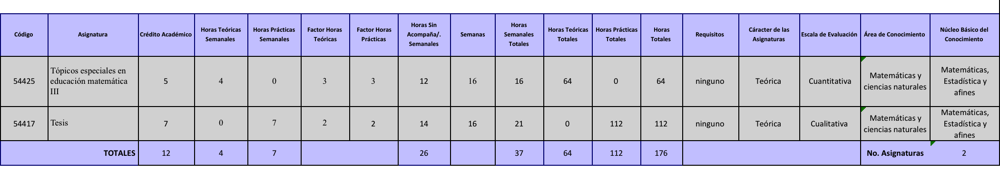 Código Asignatura Crédito Académico Horas Teóricas Semanales Horas Prácticas Semanales Factor Horas Teóricas Factor Horas Prácticas Horas Sin Acompaña/. Semanales Semanas Horas Semanales Totales Horas Teóricas Totales Horas Prácticas Totales Horas Totales Requisitos Cáracter de las Asignaturas Escala de Evaluación Área de Conocimiento Núcleo Básico del Conocimiento
54425 Tópicos especiales en educación matemática III 5 4 0 3 3 12 16 16 64 0 64 ninguno Teórica Cuantitativa Matemáticas y ciencias naturales Matemáticas, Estadística y afines
54417 Tesis 7 0 7 2 2 14 16 21 0 112 112 ninguno Teórica Cualitativa Matemáticas y ciencias naturales Matemáticas, Estadística y afines
TOTALES 12 4 7 26 37 64 112 176 No. Asignaturas 2